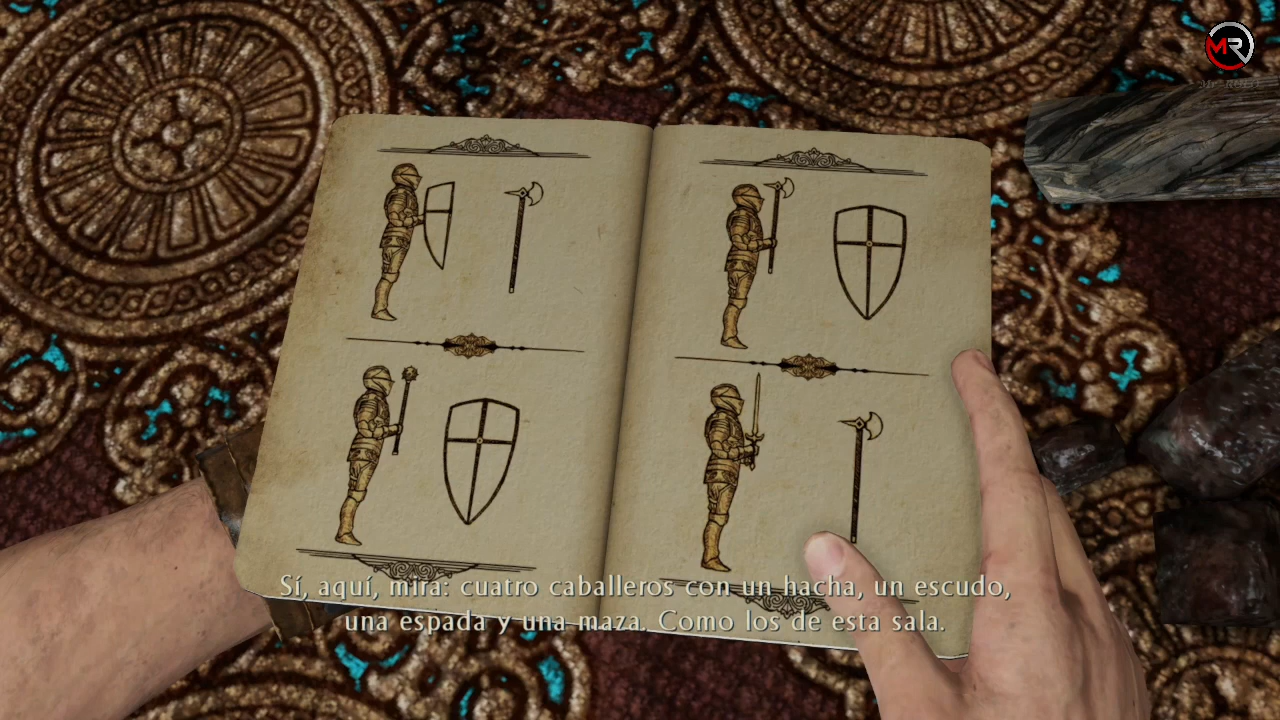 MR
Sí, aquí, mira: cuatro caballeros con un hacha, un escudo,
una espada y una maza. Como los de esta sala.